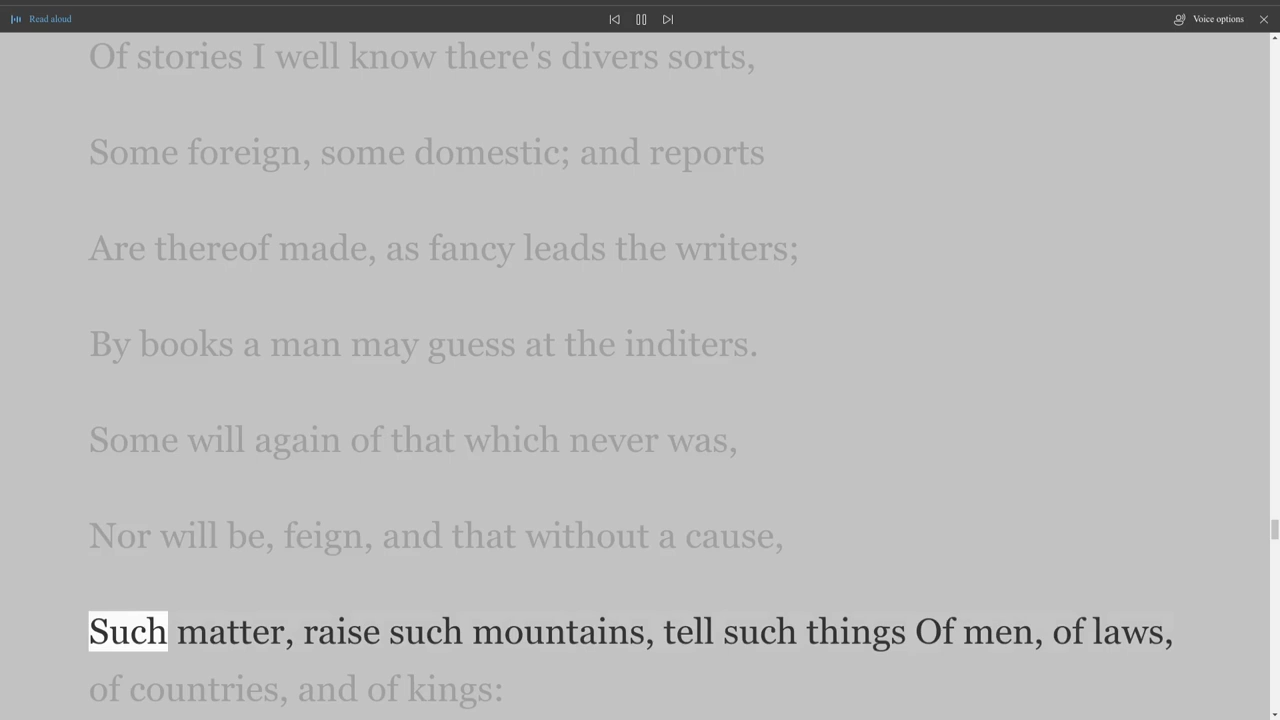 Read aloud
Voice options
Of stories I well know there's divers sorts,
Some foreign, some domestic; and reports
Are thereof made, as fancy leads the writers;
By books a man may guess at the inditers.
Some will again of that which never was,
Nor will be, feign, and that without a cause,
Such matter, raise such mountains, tell such things Of men, of laws,
of countries, and of kings: